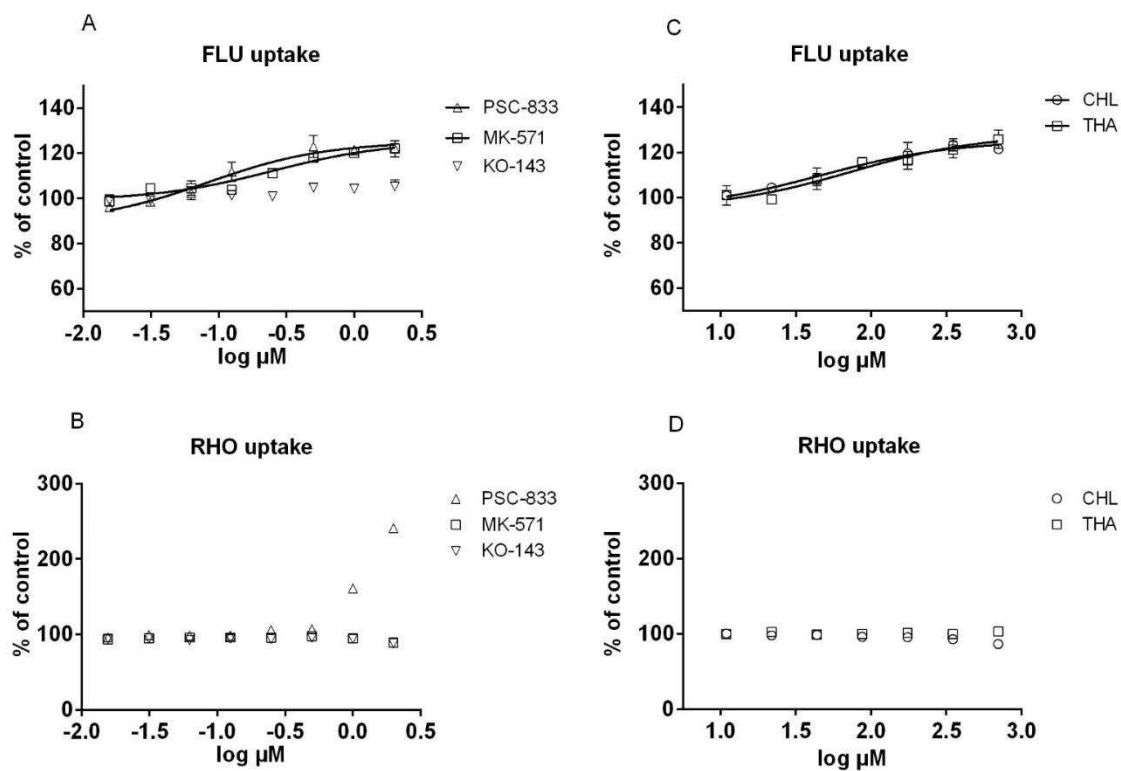 A
FLU uptake
% of control
140
120
100
80
60
-2.0 -1.5 -1.0 -0.5 0.0 0.5
log µM
PSC-833
MK-571
KO-143
C
FLU uptake
% of control
140
120
100
80
60
1.0 1.5 2.0 2.5 3.0
log µM
CHL
THA
B
RHO uptake
% of control
300
200
100
0
-2.0 -1.5 -1.0 -0.5 0.0 0.5
log µM
PSC-833
MK-571
KO-143
D
RHO uptake
% of control
300
200
100
0
1.0 1.5 2.0 2.5 3.0
log µM
CHL
THA